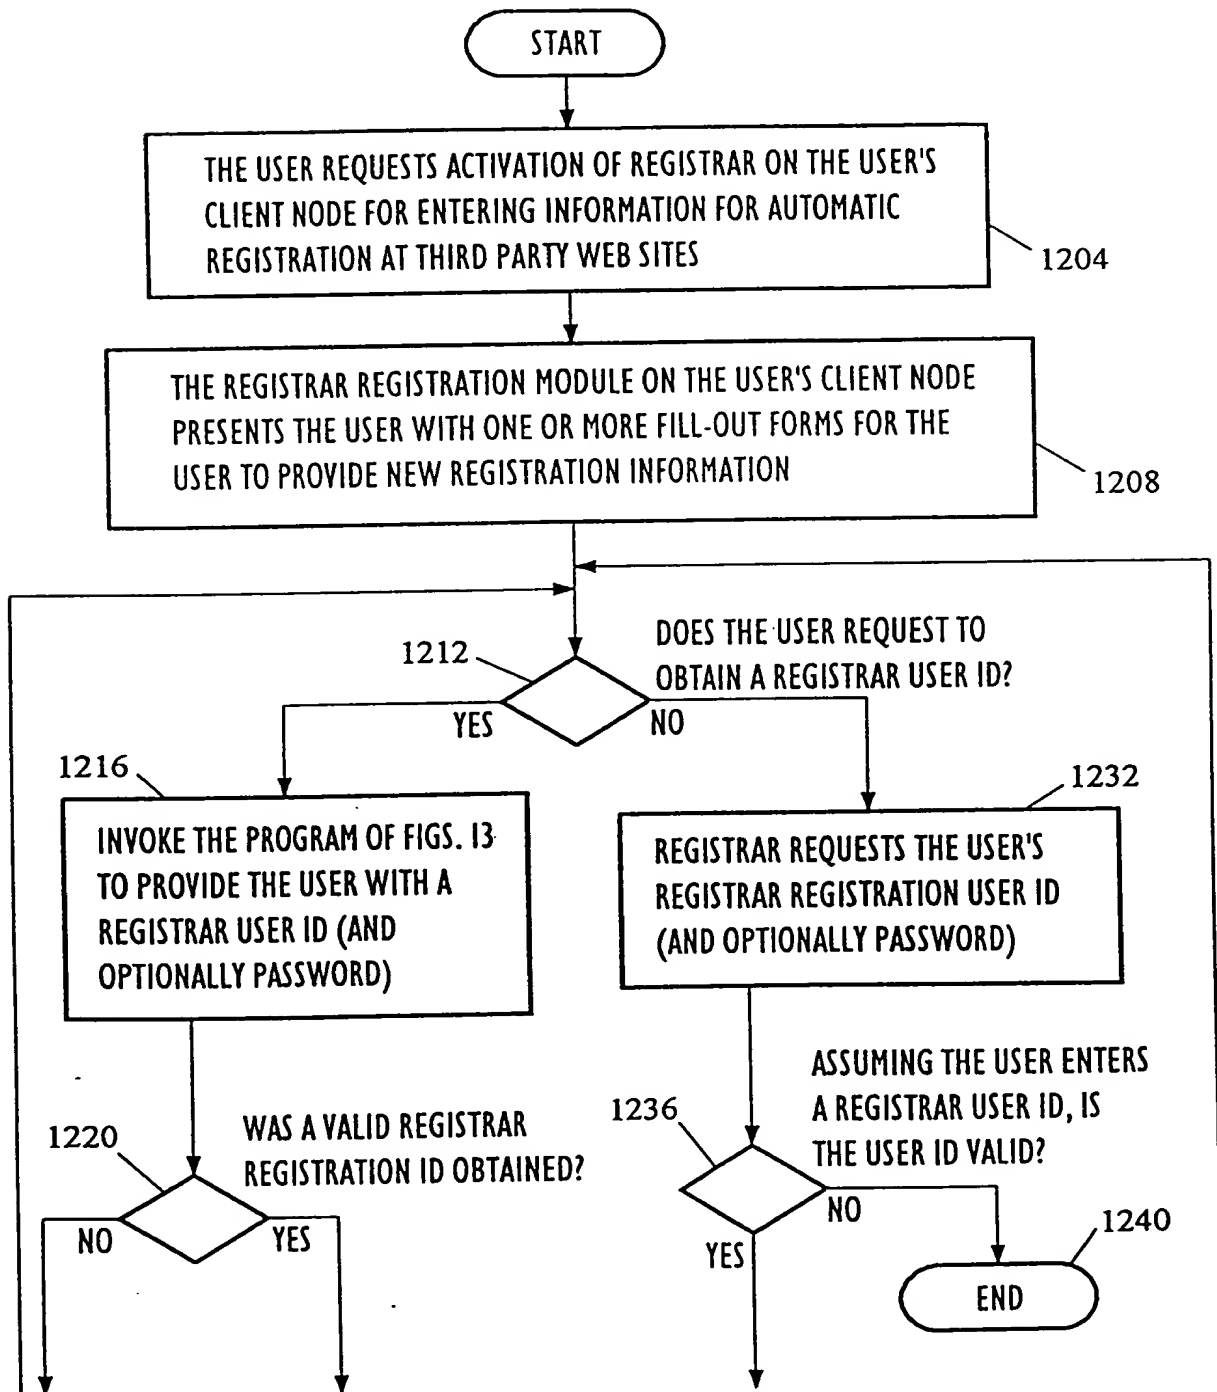 START
THE USER REQUESTS ACTIVATION OF REGISTRAR ON THE USER'S
CLIENT NODE FOR ENTERING INFORMATION FOR AUTOMATIC
REGISTRATION AT THIRD PARTY WEB SITES
1204
THE REGISTRAR REGISTRATION MODULE ON THE USER'S CLIENT NODE
PRESENTS THE USER WITH ONE OR MORE FILL-OUT FORMS FOR THE
USER TO PROVIDE NEW REGISTRATION INFORMATION
1208
1212
DOES THE USER REQUEST TO
OBTAIN A REGISTRAR USER ID?
YES
NO
1216
INVOKE THE PROGRAM OF FIGS. 13
TO PROVIDE THE USER WITH A
REGISTRAR USER ID (AND
OPTIONALLY PASSWORD)
1232
REGISTRAR REQUESTS THE USER'S
REGISTRAR REGISTRATION USER ID
(AND OPTIONALLY PASSWORD)
1220
WAS A VALID REGISTRAR
REGISTRATION ID OBTAINED?
NO
YES
1236
ASSUMING THE USER ENTERS
A REGISTRAR USER ID, IS
THE USER ID VALID?
NO
YES
1240
END